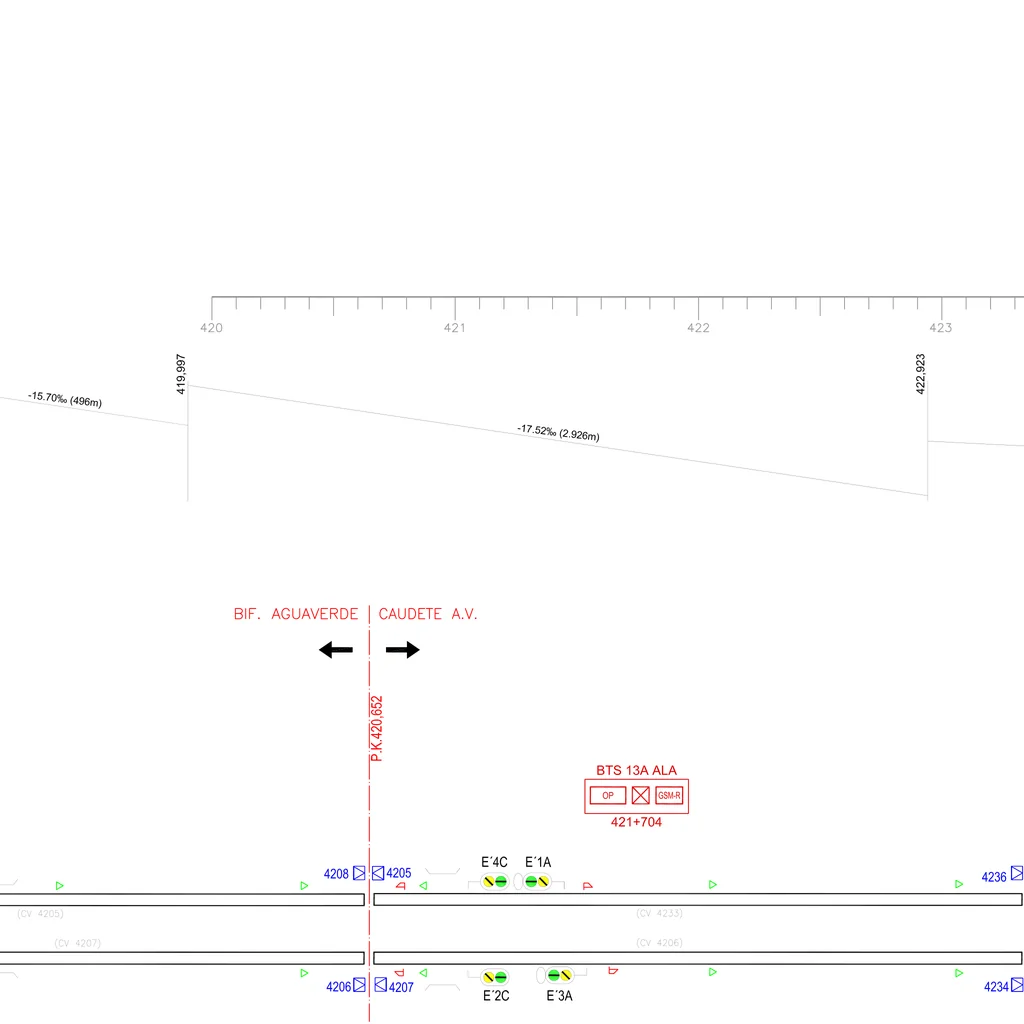 420 421 422 423
419,997
422,923
-15.70‰ (496m)
-17.52‰ (2.926m)
BIF. AGUAVERDE CAUDETE A.V.
P.K.420,652
BTS 13A ALA
OP GSM-R
421+704
E´4C E´1A
4208 4205 4236
(CV 4205) (CV 4233)
(CV 4207) (CV 4206)
4206 4207 4234
E´2C E´3A